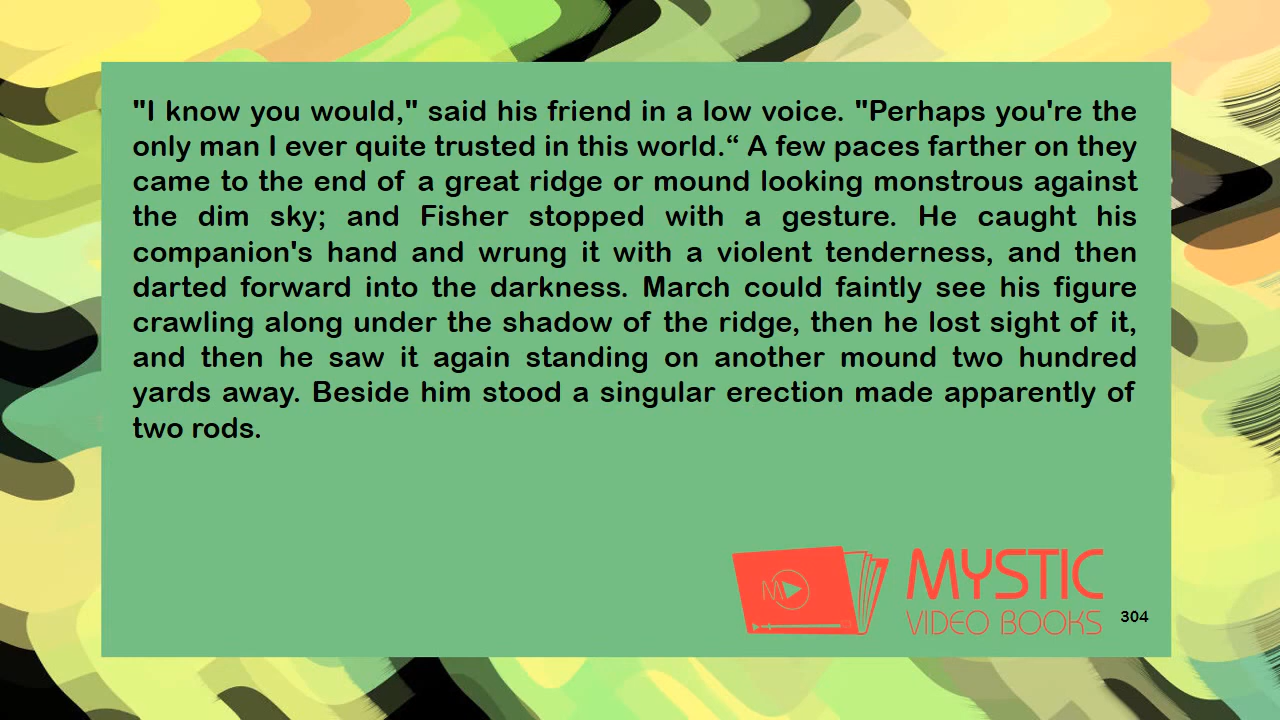 "I know you would," said his friend in a low voice. "Perhaps you're the
only man I ever quite trusted in this world.“ A few paces farther on they
came to the end of a great ridge or mound looking monstrous against
the dim sky; and Fisher stopped with a gesture. He caught his
companion's hand and wrung it with a violent tenderness, and then
darted forward into the darkness. March could faintly see his figure
crawling along under the shadow of the ridge, then he lost sight of it,
and then he saw it again standing on another mound two hundred
yards away. Beside him stood a singular erection made apparently of
two rods.
M
MYSTIC
VIDEO BOOKS
304